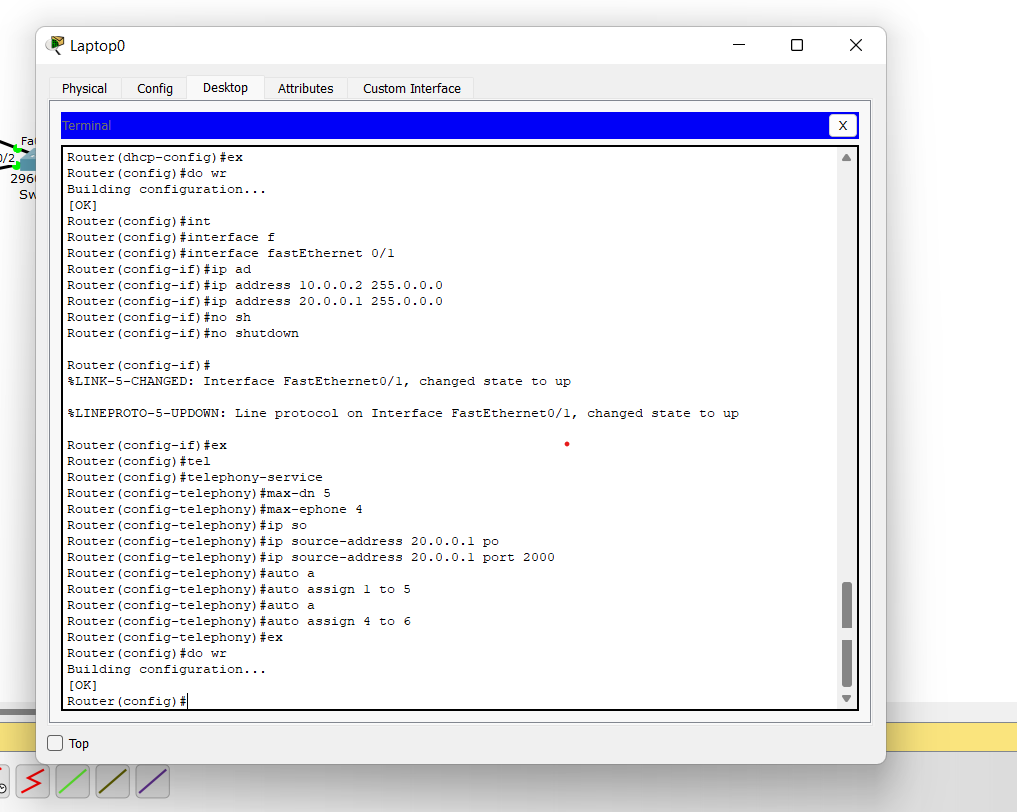 Laptop0
Physical Config Desktop Attributes Custom Interface
Terminal X
Router(dhcp-config)#ex
Router(config)#do wr
Building configuration...
[OK]
Router(config)#int
Router(config)#interface f
Router(config)#interface fastEthernet 0/1
Router(config-if)#ip ad
Router(config-if)#ip address 10.0.0.2 255.0.0.0
Router(config-if)#ip address 20.0.0.1 255.0.0.0
Router(config-if)#no sh
Router(config-if)#no shutdown
Router(config-if)#
%LINK-5-CHANGED: Interface FastEthernet0/1, changed state to up
%LINEPROTO-5-UPDOWN: Line protocol on Interface FastEthernet0/1, changed state to up
Router(config-if)#ex
Router(config)#tel
Router(config)#telephony-service
Router(config-telephony)#max-dn 5
Router(config-telephony)#max-ephone 4
Router(config-telephony)#ip so
Router(config-telephony)#ip source-address 20.0.0.1 po
Router(config-telephony)#ip source-address 20.0.0.1 port 2000
Router(config-telephony)#auto a
Router(config-telephony)#auto assign 1 to 5
Router(config-telephony)#auto a
Router(config-telephony)#auto assign 4 to 6
Router(config-telephony)#ex
Router(config)#do wr
Building configuration...
[OK]
Router(config)#
Top